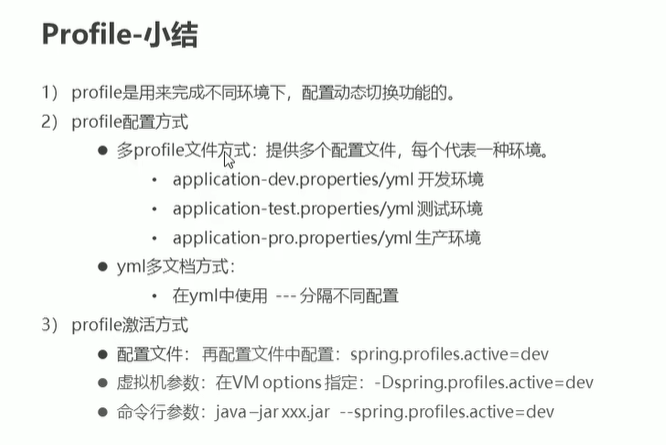 Profile-小结
1） profile是用来完成不同环境下，配置动态切换功能的。
2） profile配置方式
● 多profile文件方式：提供多个配置文件，每个代表一种环境。
• application-dev.properties/yml 开发环境
• application-test.properties/yml 测试环境
• application-pro.properties/yml 生产环境
● yml多文档方式：
• 在yml中使用 --- 分隔不同配置
3） profile激活方式
● 配置文件： 再配置文件中配置：spring.profiles.active=dev
● 虚拟机参数：在VM options 指定：-Dspring.profiles.active=dev
● 命令行参数：java –jar xxx.jar --spring.profiles.active=dev